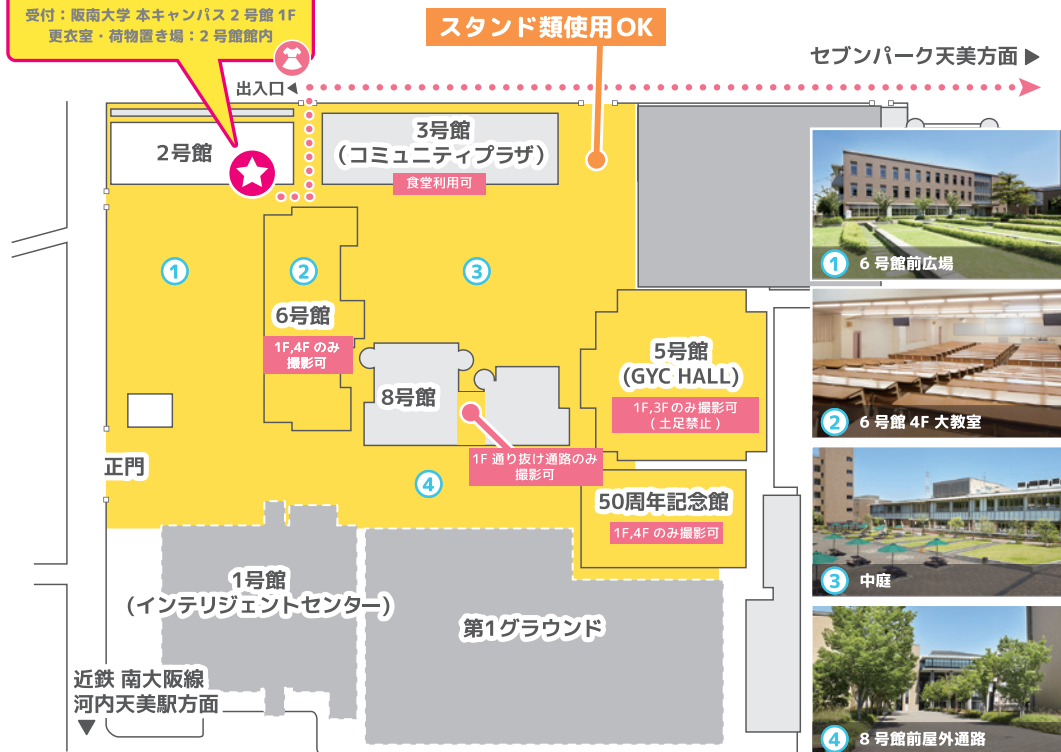 受付：阪南大学 本キャンパス２号館 1F
更衣室・荷物置き場：２号館館内
スタンド類使用OK
セブンパーク天美方面 ▶
出入口◀
2号館
3号館
（コミュニティプラザ）
食堂利用可
1
2
3
6号館
1F,4F のみ
撮影可
8号館
5号館
(GYC HALL)
1F,3Fのみ撮影可
(土足禁止)
1F 通り抜け通路のみ
撮影可
正門
4
50周年記念館
1F,4F のみ撮影可
1号館
(インテリジェントセンター)
第1グラウンド
近鉄 南大阪線
河内天美駅方面
▼
1 6 号館前広場
2 6 号館 4F 大教室
3 中庭
4 8 号館前屋外通路